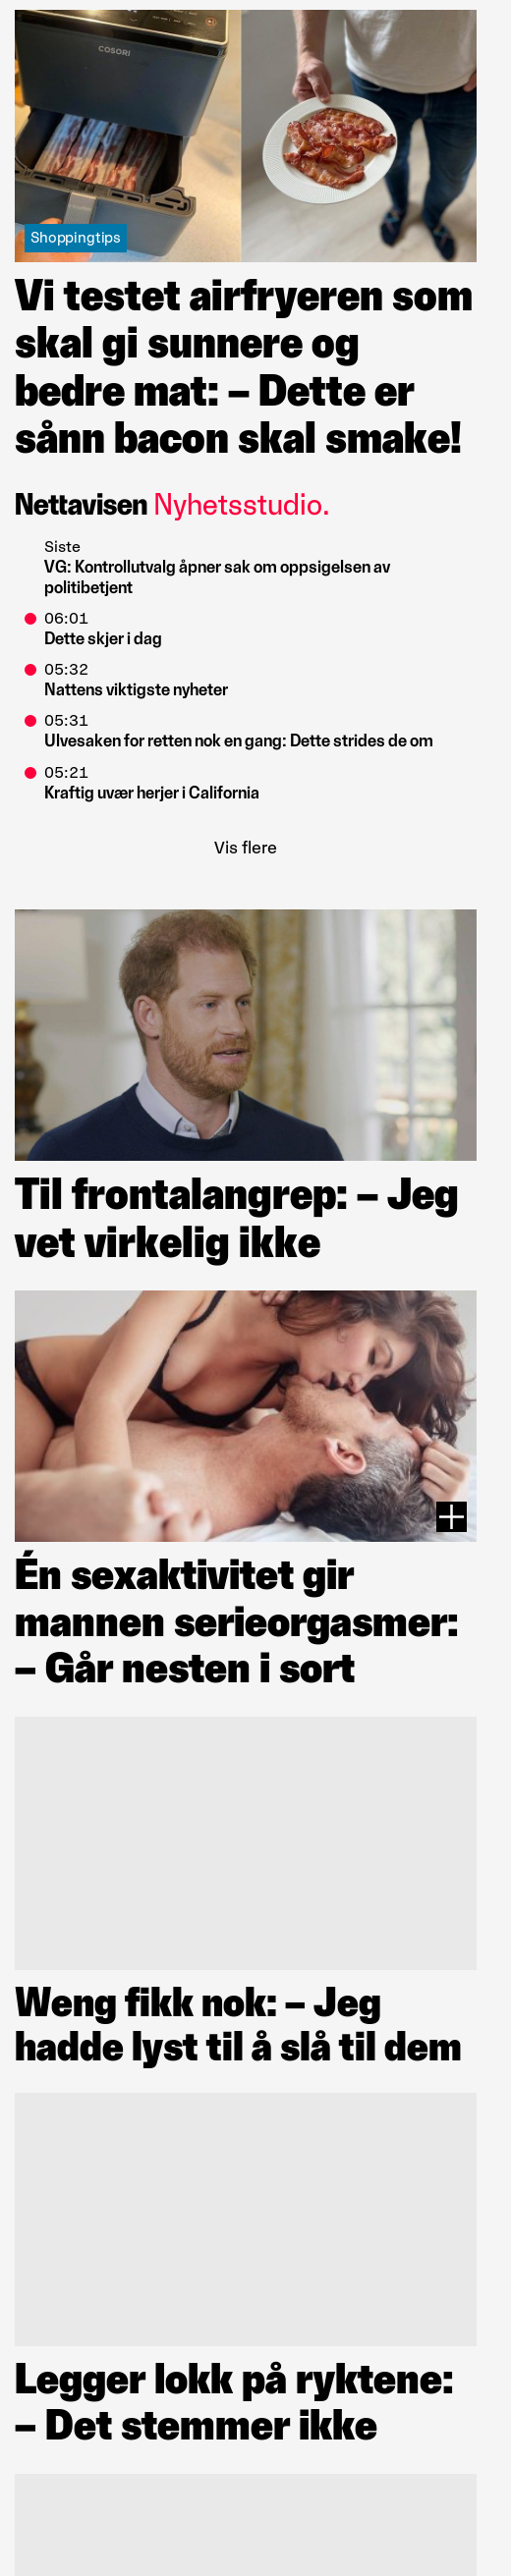 COSORI
Shoppingtips
Vi testet airfryeren som
skal gi sunnere og
bedre mat: – Dette er
sånn bacon skal smake!
Nettavisen Nyhetsstudio.
Siste
VG: Kontrollutvalg åpner sak om oppsigelsen av
politibetjent
06:01
Dette skjer i dag
05:32
Nattens viktigste nyheter
05:31
Ulvesaken for retten nok en gang: Dette strides de om
05:21
Kraftig uvær herjer i California
Vis flere
Til frontalangrep: – Jeg
vet virkelig ikke
Én sexaktivitet gir
mannen serieorgasmer:
– Går nesten i sort
Weng fikk nok: – Jeg
hadde lyst til å slå til dem
Legger lokk på ryktene:
– Det stemmer ikke